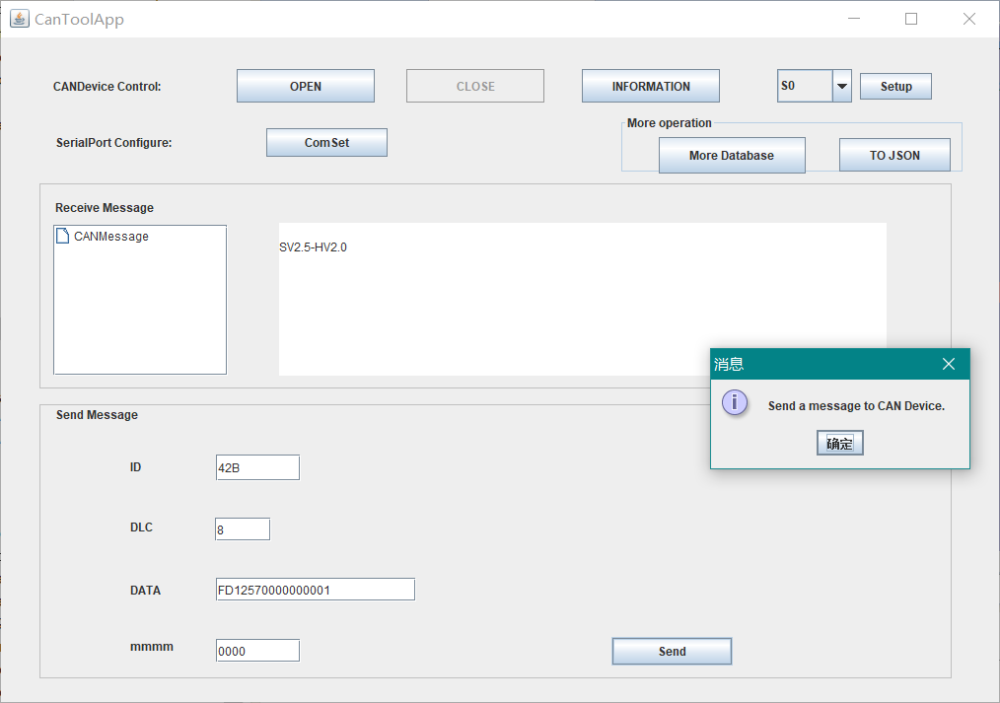 CanToolApp
CANDevice Control:
OPEN
CLOSE
INFORMATION
S0
Setup
SerialPort Configure:
ComSet
More operation
More Database
TO JSON
Receive Message
CANMessage
SV2.5-HV2.0
消息
Send a message to CAN Device.
确定
Send Message
ID
42B
DLC
8
DATA
FD12570000000001
mmmm
0000
Send